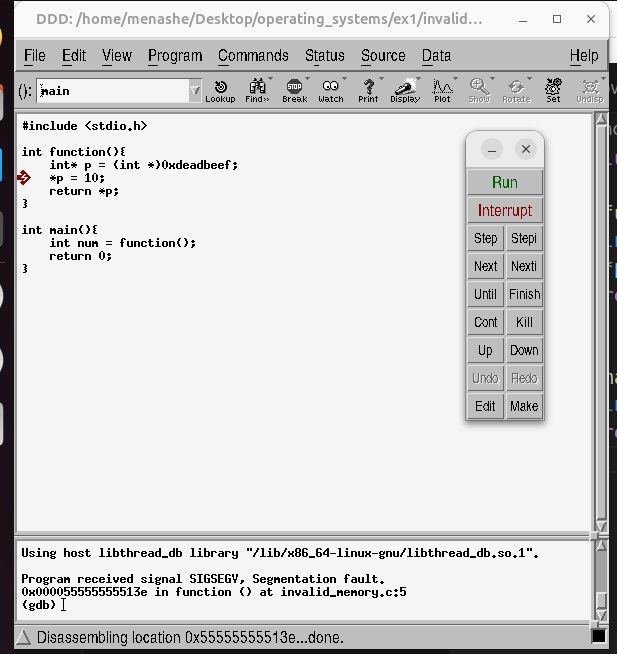 DDD: /home/menashe/Desktop/operating_systems/ex1/invalid...
File Edit View Program Commands Status Source Data Help
(): main
Lookup Find>> Break Watch Print Display Plot Show Rotate Set Undisp
#include <stdio.h>
int function(){
int* p = (int *)0xdeadbeef;
*p = 10;
return *p;
}
int main(){
int num = function();
return 0;
}
Run
Interrupt
Step Stepi
Next Nexti
Until Finish
Cont Kill
Up Down
Undo Redo
Edit Make
Using host libthread_db library "/lib/x86_64-linux-gnu/libthread_db.so.1".
Program received signal SIGSEGV, Segmentation fault.
0x000055555555513e in function () at invalid_memory.c:5
(gdb)
Disassembling location 0x55555555513e...done.